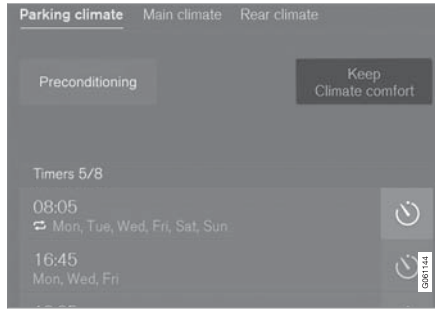 Parking climate Main climate Rear climate
Preconditioning
Keep
Climate comfort
Timers 5/8
08:05
Mon, Tue, Wed, Fri, Sat, Sun
16:45
Mon, Wed, Fri
G061144